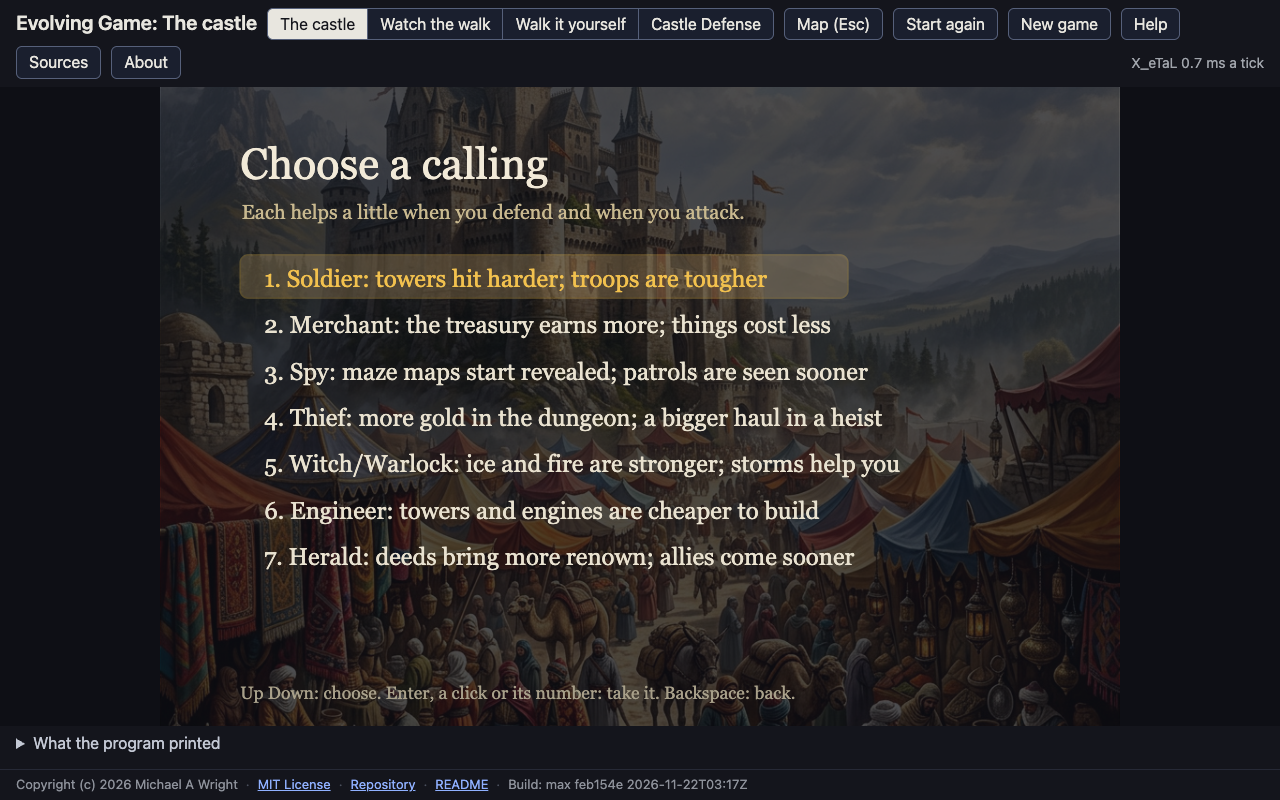 Evolving Game: The castle
The castle
Watch the walk
Walk it yourself
Castle Defense
Map (Esc)
Start again
New game
Help
Sources
About
X_eTaL 0.7 ms a tick
Choose a calling
Each helps a little when you defend and when you attack.
1. Soldier: towers hit harder; troops are tougher
2. Merchant: the treasury earns more; things cost less
3. Spy: maze maps start revealed; patrols are seen sooner
4. Thief: more gold in the dungeon; a bigger haul in a heist
5. Witch/Warlock: ice and fire are stronger; storms help you
6. Engineer: towers and engines are cheaper to build
7. Herald: deeds bring more renown; allies come sooner
Up Down: choose. Enter, a click or its number: take it. Backspace: back.
What the program printed
Copyright (c) 2026 Michael A Wright · MIT License · Repository · README · Build: max feb154e 2026-11-22T03:17Z